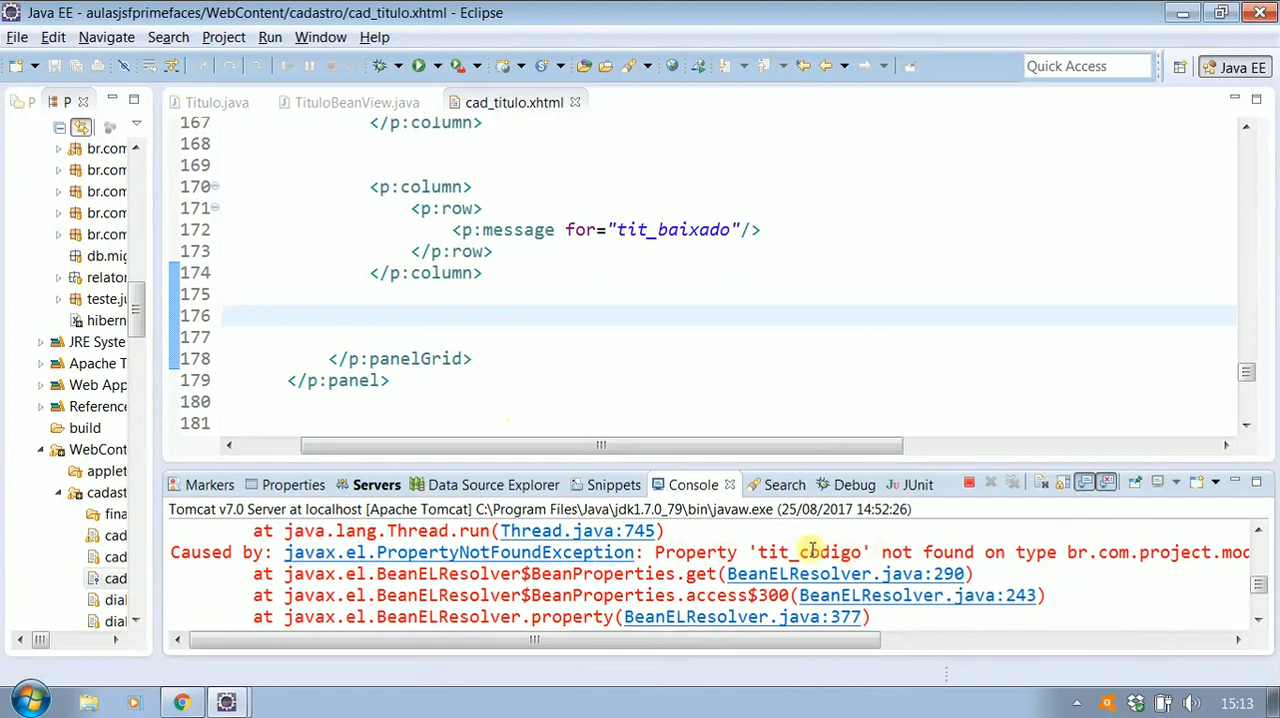 Java EE - aulasjsfprimefaces/WebContent/cadastro/cad_titulo.xhtml - Eclipse
File Edit Navigate Search Project Run Window Help
Quick Access
Java EE
P P
Titulo.java TituloBeanView.java cad_titulo.xhtml
br.com
br.com
br.com
br.com
br.com
db.mig
relator
teste.ju
hibern
JRE Syste
Apache T
Web App
Reference
build
WebCont
applet
cadast
fina
cad
cad
cad
dialo
dialo
167 </p:column>
168
169
170 <p:column>
171 <p:row>
172 <p:message for="tit_baixado"/>
173 </p:row>
174 </p:column>
175
176
177
178 </p:panelGrid>
179 </p:panel>
180
181
Markers Properties Servers Data Source Explorer Snippets Console Search Debug JUnit
Tomcat v7.0 Server at localhost [Apache Tomcat] C:\Program Files\Java\jdk1.7.0_79\bin\javaw.exe (25/08/2017 14:52:26)
at java.lang.Thread.run(Thread.java:745)
Caused by: javax.el.PropertyNotFoundException: Property 'tit_codigo' not found on type br.com.project.mod
at javax.el.BeanELResolver$BeanProperties.get(BeanELResolver.java:290)
at javax.el.BeanELResolver$BeanProperties.access$300(BeanELResolver.java:243)
at javax.el.BeanELResolver.property(BeanELResolver.java:377)
15:13